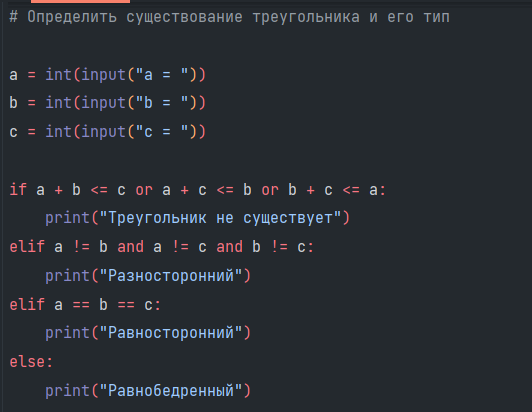 # Определить существование треугольника и его тип
a = int(input("a = "))
b = int(input("b = "))
c = int(input("c = "))
if a + b <= c or a + c <= b or b + c <= a:
    print("Треугольник не существует")
elif a != b and a != c and b != c:
    print("Разносторонний")
elif a == b == c:
    print("Равносторонний")
else:
    print("Равнобедренный")